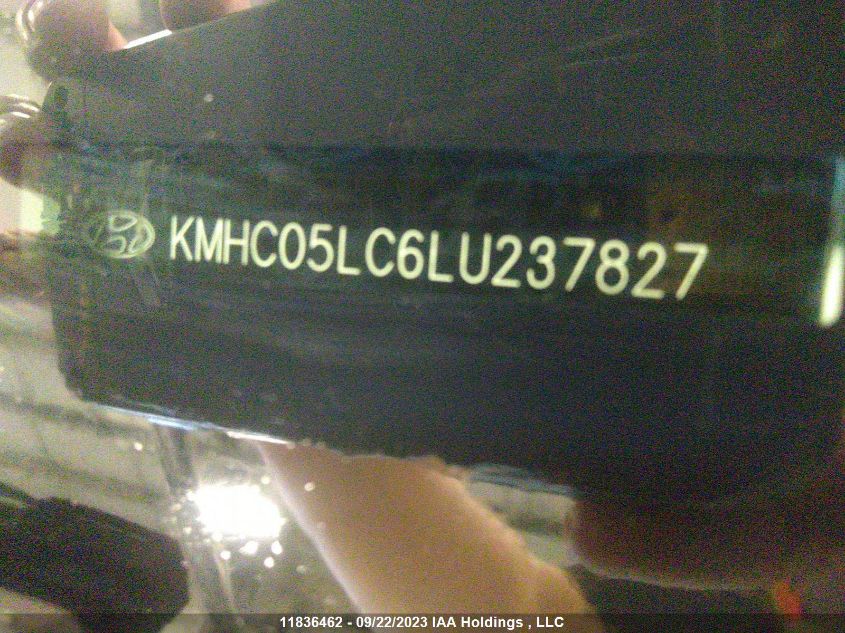 KMHC05LC6LU237827
11836462 - 09/22/2023 IAA Holdings , LLC